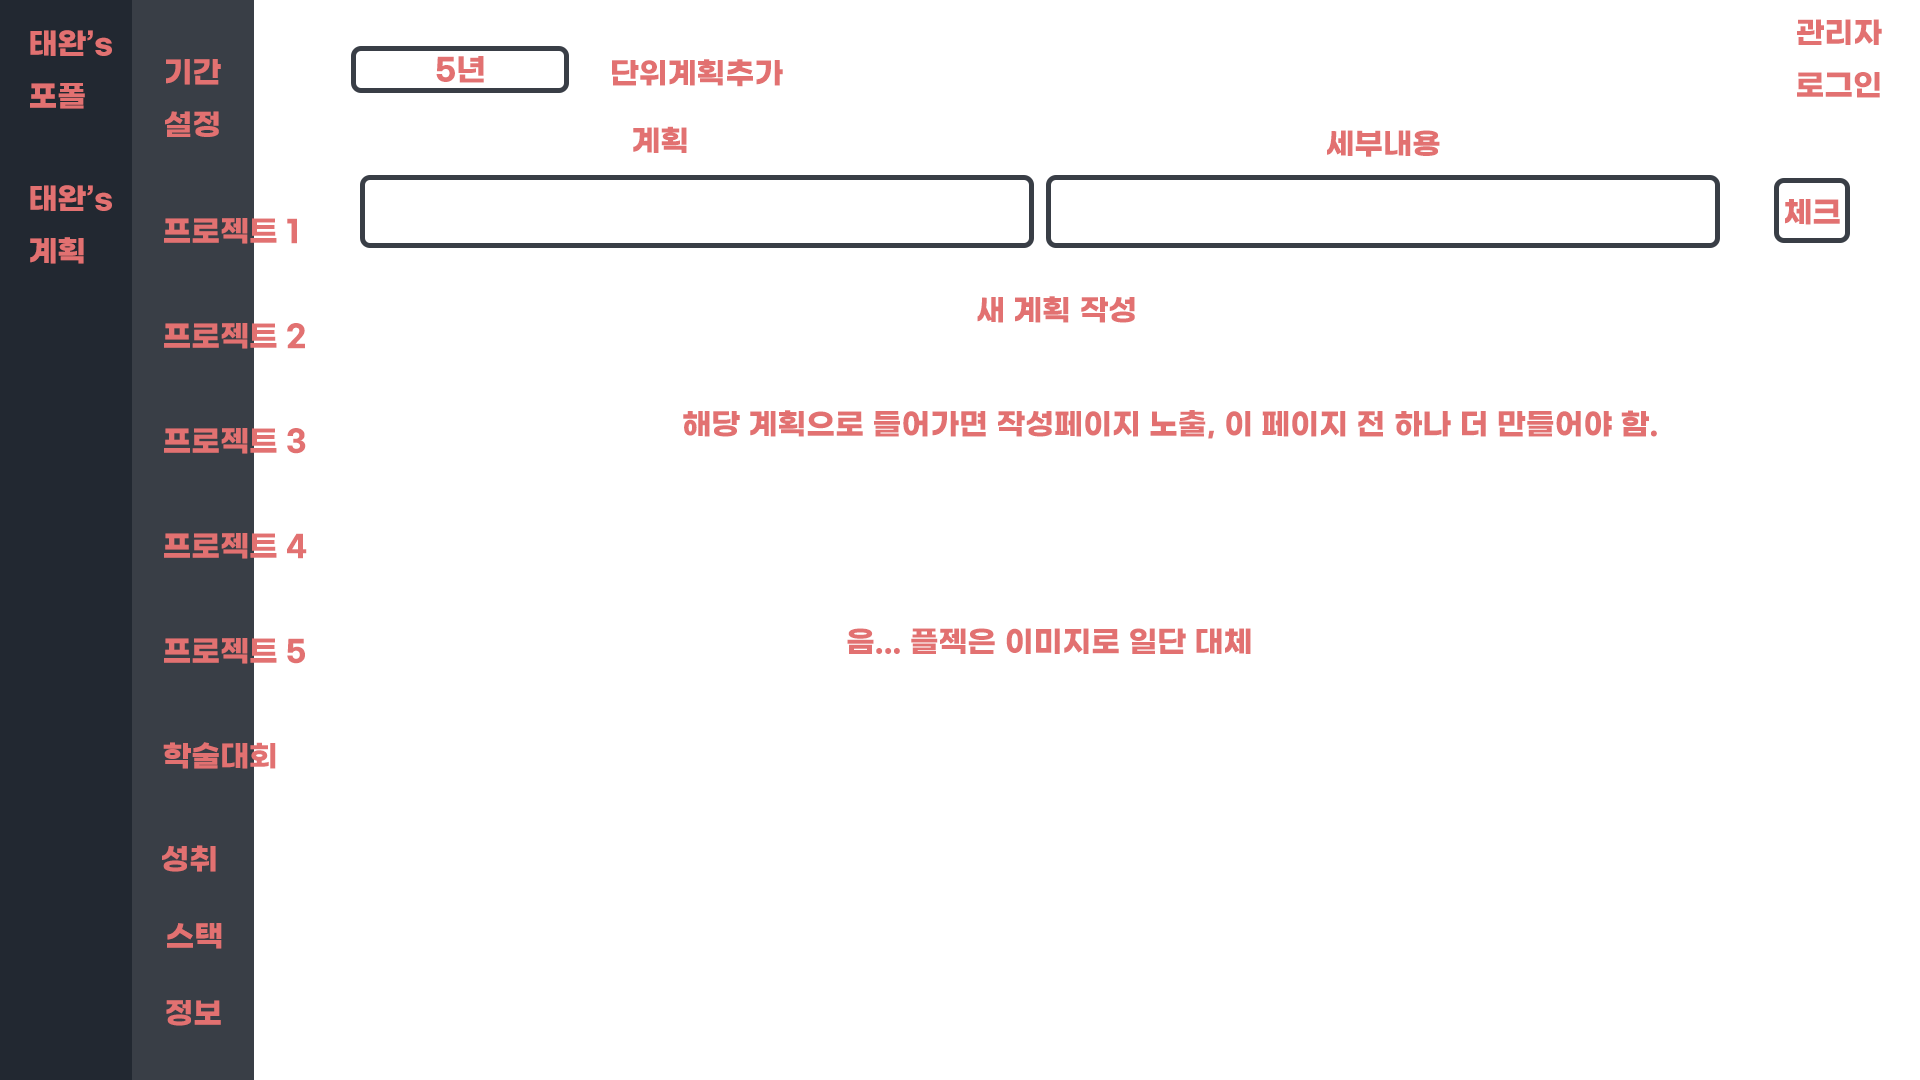 태완’s
포폴
태완’s
계획
기간
설정
프로젝트 1
프로젝트 2
프로젝트 3
프로젝트 4
프로젝트 5
학술대회
성취
스택
정보
5년
단위계획추가
관리자
로그인
계획
세부내용
체크
새 계획 작성
해당 계획으로 들어가면 작성페이지 노출, 이 페이지 전 하나 더 만들어야 함.
음... 플젝은 이미지로 일단 대체